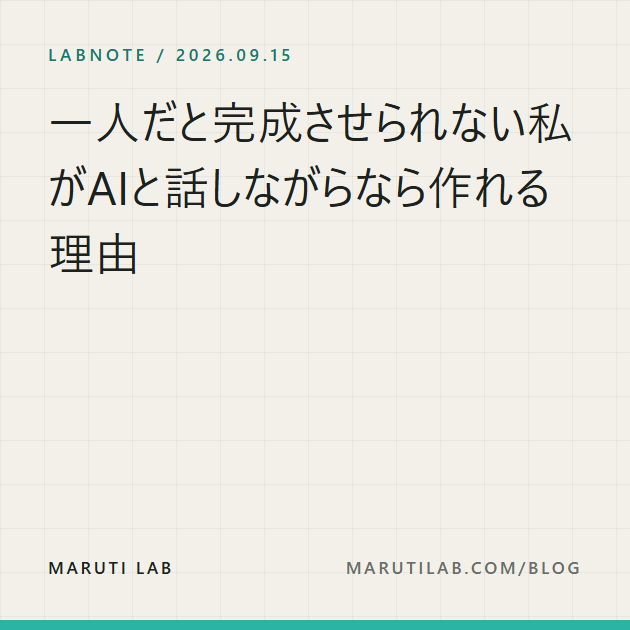 LABNOTE / 2026.09.15
一人だと完成させられない私
がAIと話しながらなら作れる
理由
MARUTI LAB
MARUTILAB.COM/BLOG